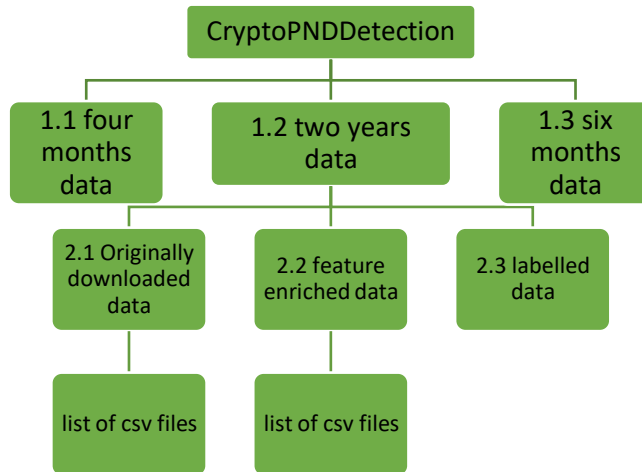 CryptoPNDDetection
1.1 four
months
data
1.2 two years
data
1.3 six
months
data
2.1 Originally
downloaded
data
2.2 feature
enriched data
2.3 labelled
data
list of csv files
list of csv files